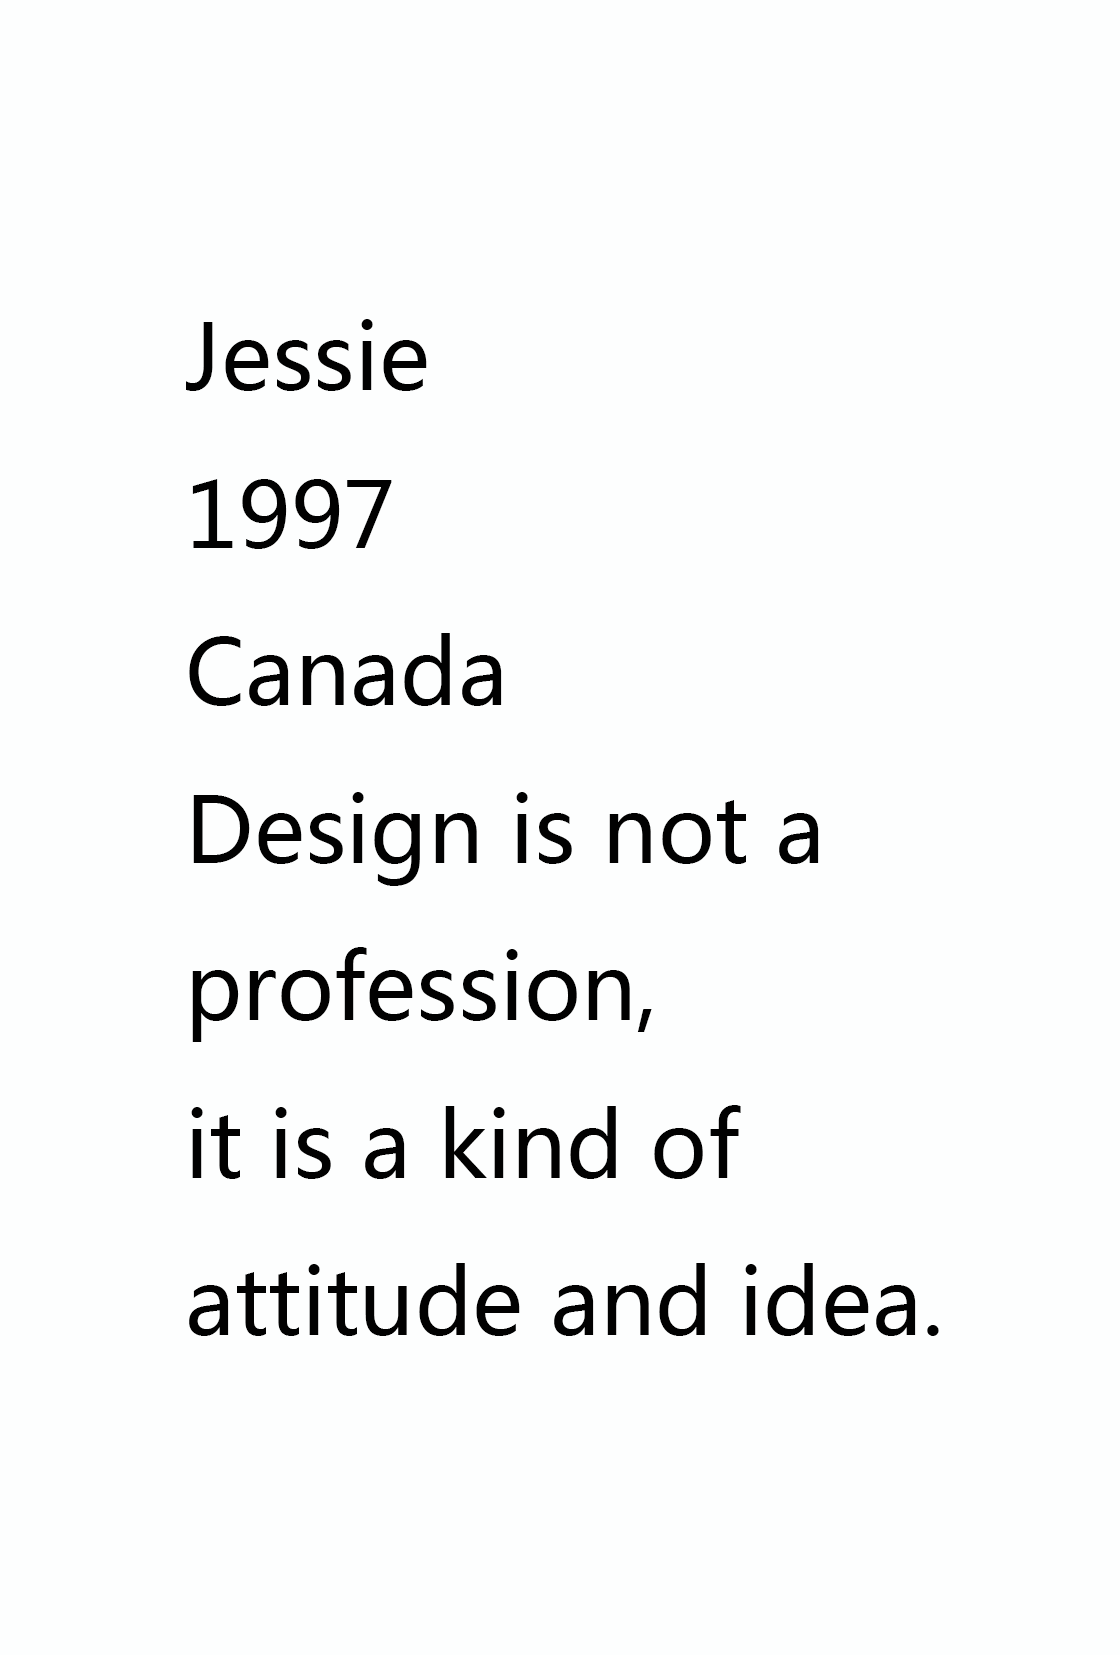 Jessie
1997
Canada
Design is not a
profession,
it is a kind of
attitude and idea.